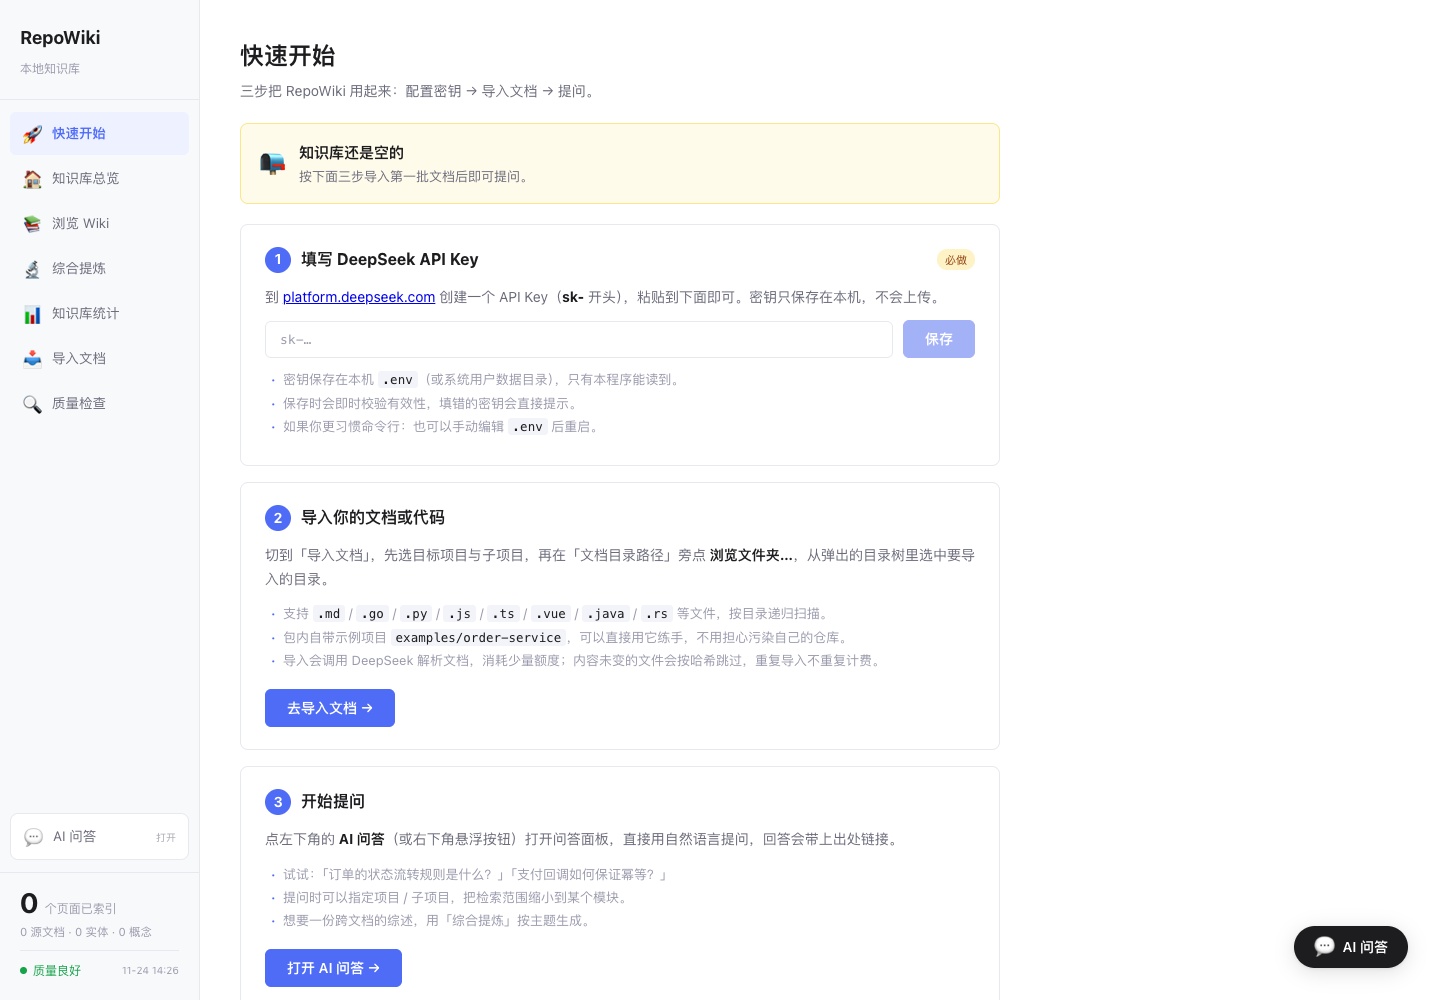 RepoWiki
本地知识库
快速开始
知识库总览
浏览 Wiki
综合提炼
知识库统计
导入文档
质量检查
AI 问答
打开
0 个页面已索引
0 源文档 · 0 实体 · 0 概念
质量良好
11-24 14:26
快速开始
三步把 RepoWiki 用起来：配置密钥 → 导入文档 → 提问。
知识库还是空的
按下面三步导入第一批文档后即可提问。
1 填写 DeepSeek API Key
必做
到 platform.deepseek.com 创建一个 API Key（sk- 开头），粘贴到下面即可。密钥只保存在本机，不会上传。
sk-…
保存
· 密钥保存在本机 .env （或系统用户数据目录），只有本程序能读到。
· 保存时会即时校验有效性，填错的密钥会直接提示。
· 如果你更习惯命令行：也可以手动编辑 .env 后重启。
2 导入你的文档或代码
切到「导入文档」，先选目标项目与子项目，再在「文档目录路径」旁点 浏览文件夹…，从弹出的目录树里选中要导
入的目录。
· 支持 .md / .go / .py / .js / .ts / .vue / .java / .rs 等文件，按目录递归扫描。
· 包内自带示例项目 examples/order-service，可以直接用它练手，不用担心污染自己的仓库。
· 导入会调用 DeepSeek 解析文档，消耗少量额度；内容未变的文件会按哈希跳过，重复导入不重复计费。
去导入文档 →
3 开始提问
点左下角的 AI 问答（或右下角悬浮按钮）打开问答面板，直接用自然语言提问，回答会带上出处链接。
· 试试：「订单的状态流转规则是什么？」「支付回调如何保证幂等？」
· 提问时可以指定项目 / 子项目，把检索范围缩小到某个模块。
· 想要一份跨文档的综述，用「综合提炼」按主题生成。
打开 AI 问答 →
AI 问答